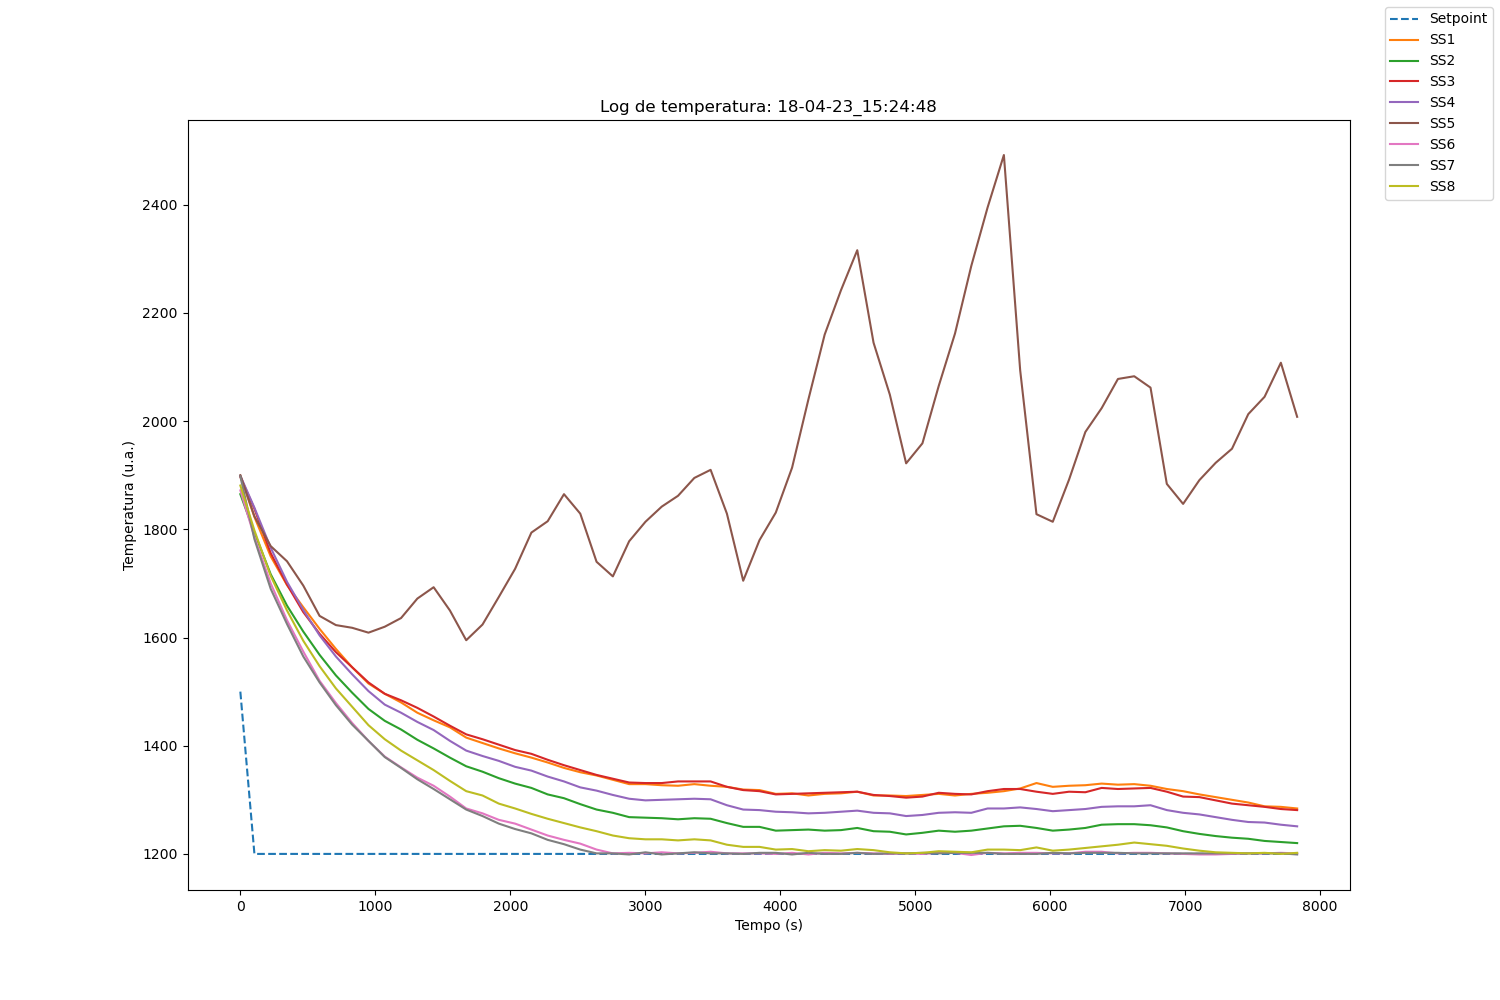 Setpoint
SS1
SS2
SS3
SS4
SS5
SS6
SS7
SS8
Log de temperatura: 18-04-23_15:24:48
Temperatura (u.a.)
2400
2200
2000
1800
1600
1400
1200
0 1000 2000 3000 4000 5000 6000 7000 8000
Tempo (s)